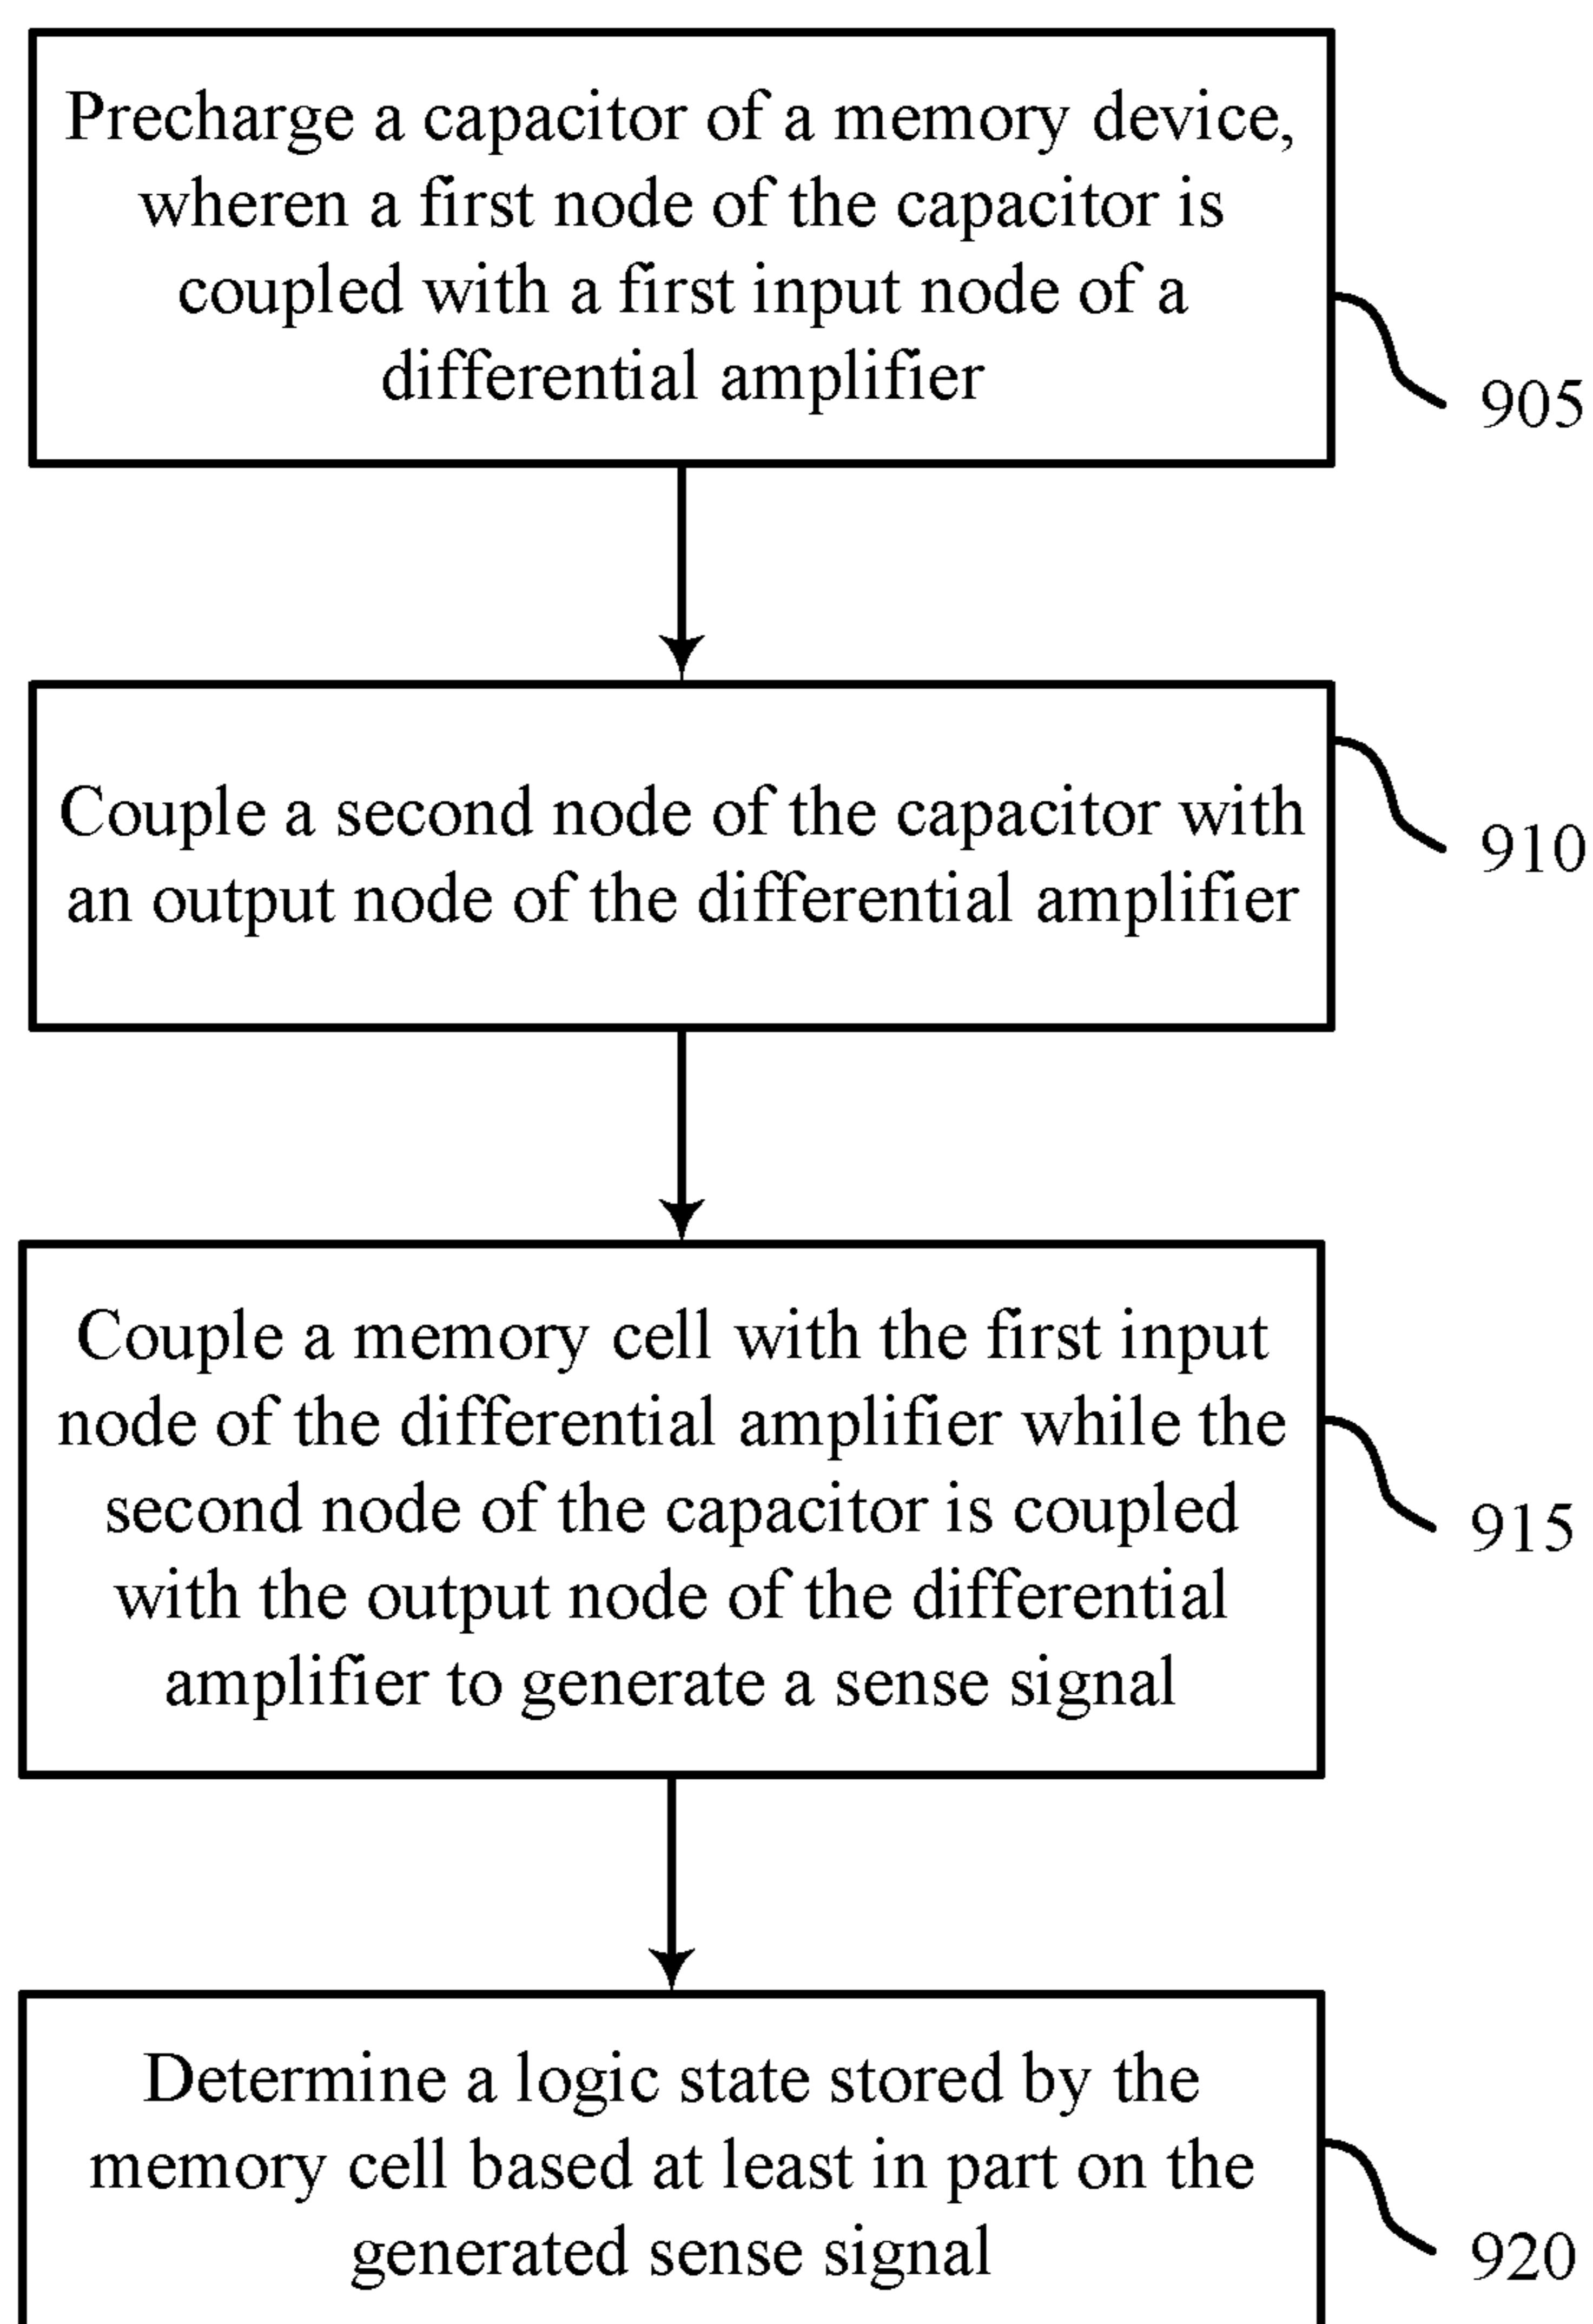 Precharge a capacitor of a memory device,
wheren a first node of the capacitor is
coupled with a first input node of a
differential amplifier
905
Couple a second node of the capacitor with
an output node of the differential amplifier
910
Couple a memory cell with the first input
node of the differential amplifier while the
second node of the capacitor is coupled
with the output node of the differential
amplifier to generate a sense signal
915
Determine a logic state stored by the
memory cell based at least in part on the
generated sense signal
920